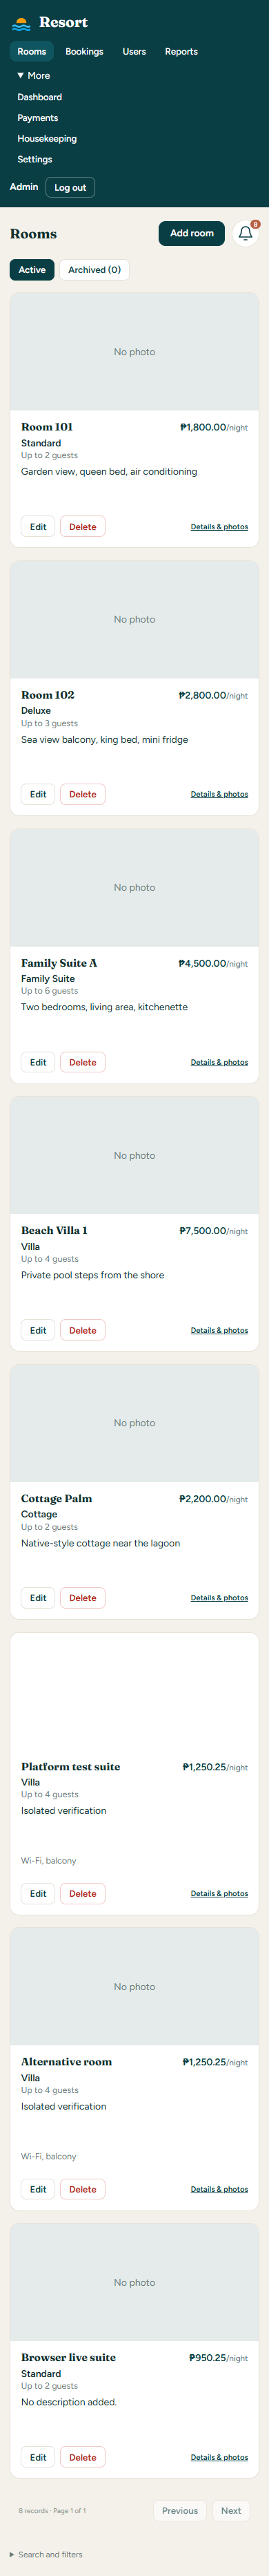 Resort
Rooms Bookings Users Reports
▼ More
Dashboard
Payments
Housekeeping
Settings
Admin Log out
Rooms Add room 8
Active Archived (0)
No photo
Room 101 ₱1,800.00/night
Standard
Up to 2 guests
Garden view, queen bed, air conditioning
Edit Delete Details & photos
No photo
Room 102 ₱2,800.00/night
Deluxe
Up to 3 guests
Sea view balcony, king bed, mini fridge
Edit Delete Details & photos
No photo
Family Suite A ₱4,500.00/night
Family Suite
Up to 6 guests
Two bedrooms, living area, kitchenette
Edit Delete Details & photos
No photo
Beach Villa 1 ₱7,500.00/night
Villa
Up to 4 guests
Private pool steps from the shore
Edit Delete Details & photos
No photo
Cottage Palm ₱2,200.00/night
Cottage
Up to 2 guests
Native-style cottage near the lagoon
Edit Delete Details & photos
Platform test suite ₱1,250.25/night
Villa
Up to 4 guests
Isolated verification
Wi-Fi, balcony
Edit Delete Details & photos
No photo
Alternative room ₱1,250.25/night
Villa
Up to 4 guests
Isolated verification
Wi-Fi, balcony
Edit Delete Details & photos
No photo
Browser live suite ₱950.25/night
Standard
Up to 2 guests
No description added.
Edit Delete Details & photos
8 records · Page 1 of 1 Previous Next
▶ Search and filters